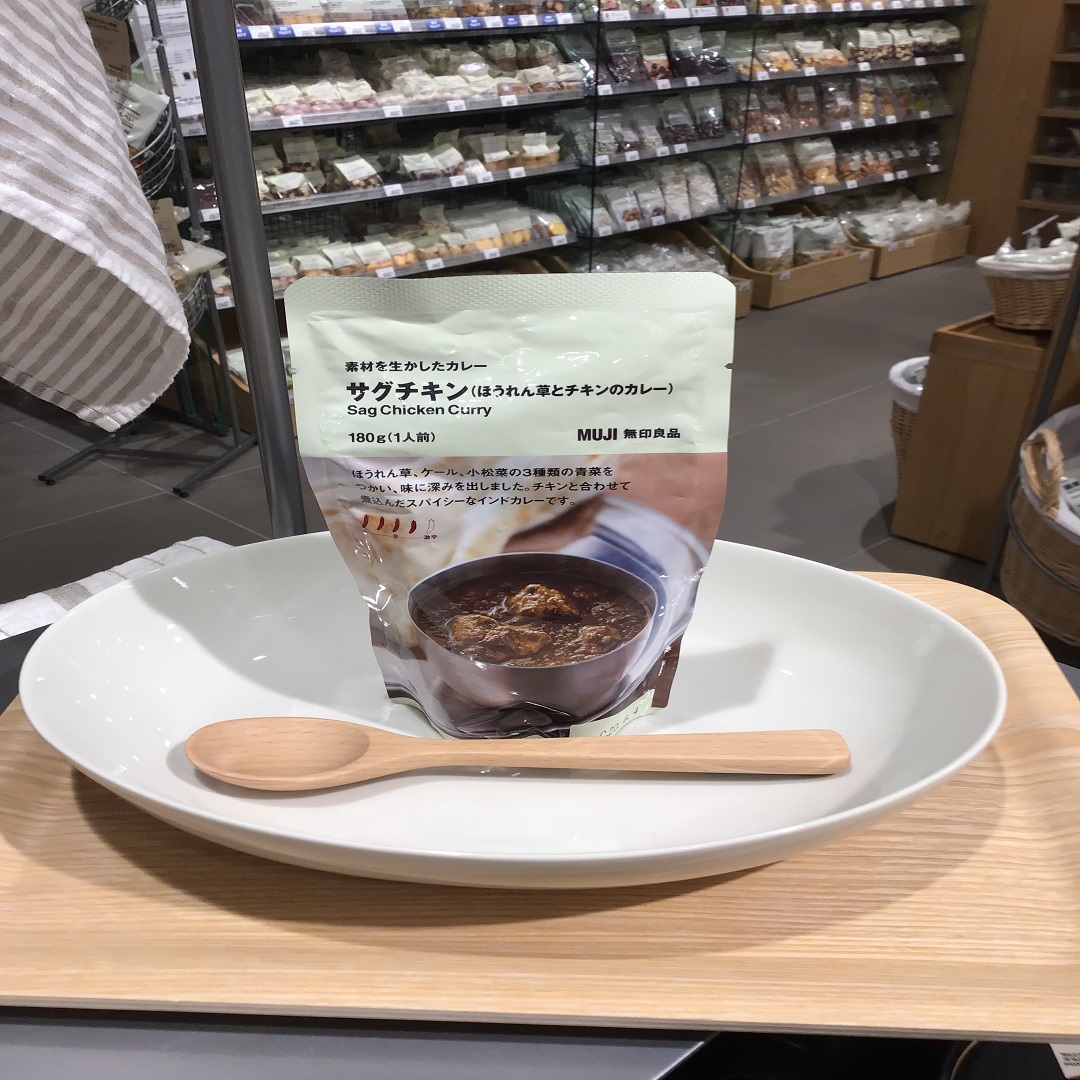 素材を生かしたカレー
サグチキン(ほうれん草とチキンのカレー)
Sag Chicken Curry
180g(1人前)
MUJI 無印良品
ほうれん草、ケール、小松菜の3種類の青菜を
つかい、味に深みを出しました。チキンと合わせて
煮込んだスパイシーなインドカレーです。
辛 激辛